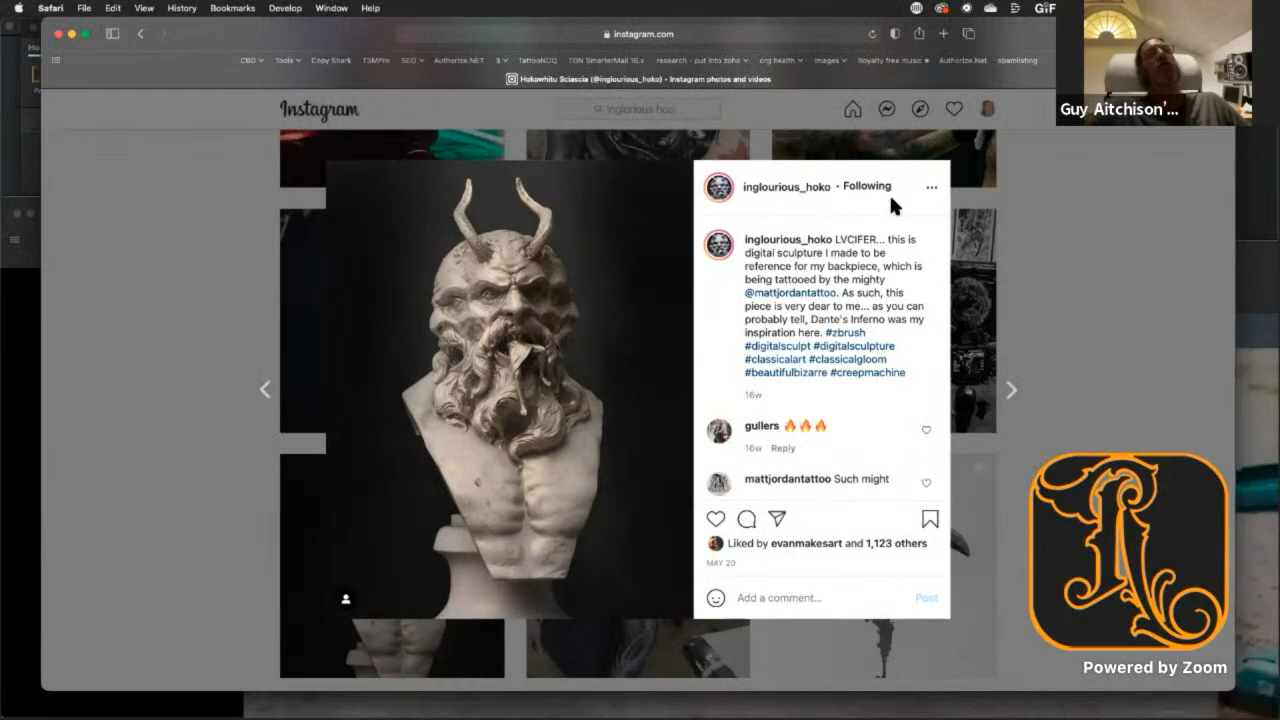 Safari File Edit View History Bookmarks Develop Window Help
GIF
instagram.com
CBD Tools Copy Shark TSMPro SEO Authorize.NET $ TattooNOQ TGN SmarterMail 16.x research - put into zoho org health images Royalty free music Authorize.Net spamlisting
Hokowhitu Sciascia (@inglourious_hoko) • Instagram photos and videos
Guy Aitchison'...
Instagram
inglorious hoo
inglourious_hoko • Following
inglourious_hoko LVCIFER... this is
digital sculpture I made to be
reference for my backpiece, which is
being tattooed by the mighty
@mattjordantattoo. As such, this
piece is very dear to me... as you can
probably tell, Dante's Inferno was my
inspiration here. #zbrush
#digitalsculpt #digitalsculpture
#classicalart #classicalgloom
#beautifulbizarre #creepmachine
16w
gullers 🔥🔥🔥
16w Reply
mattjordantattoo Such might
Liked by evanmakesart and 1,123 others
MAY 20
Add a comment... Post
Powered by Zoom